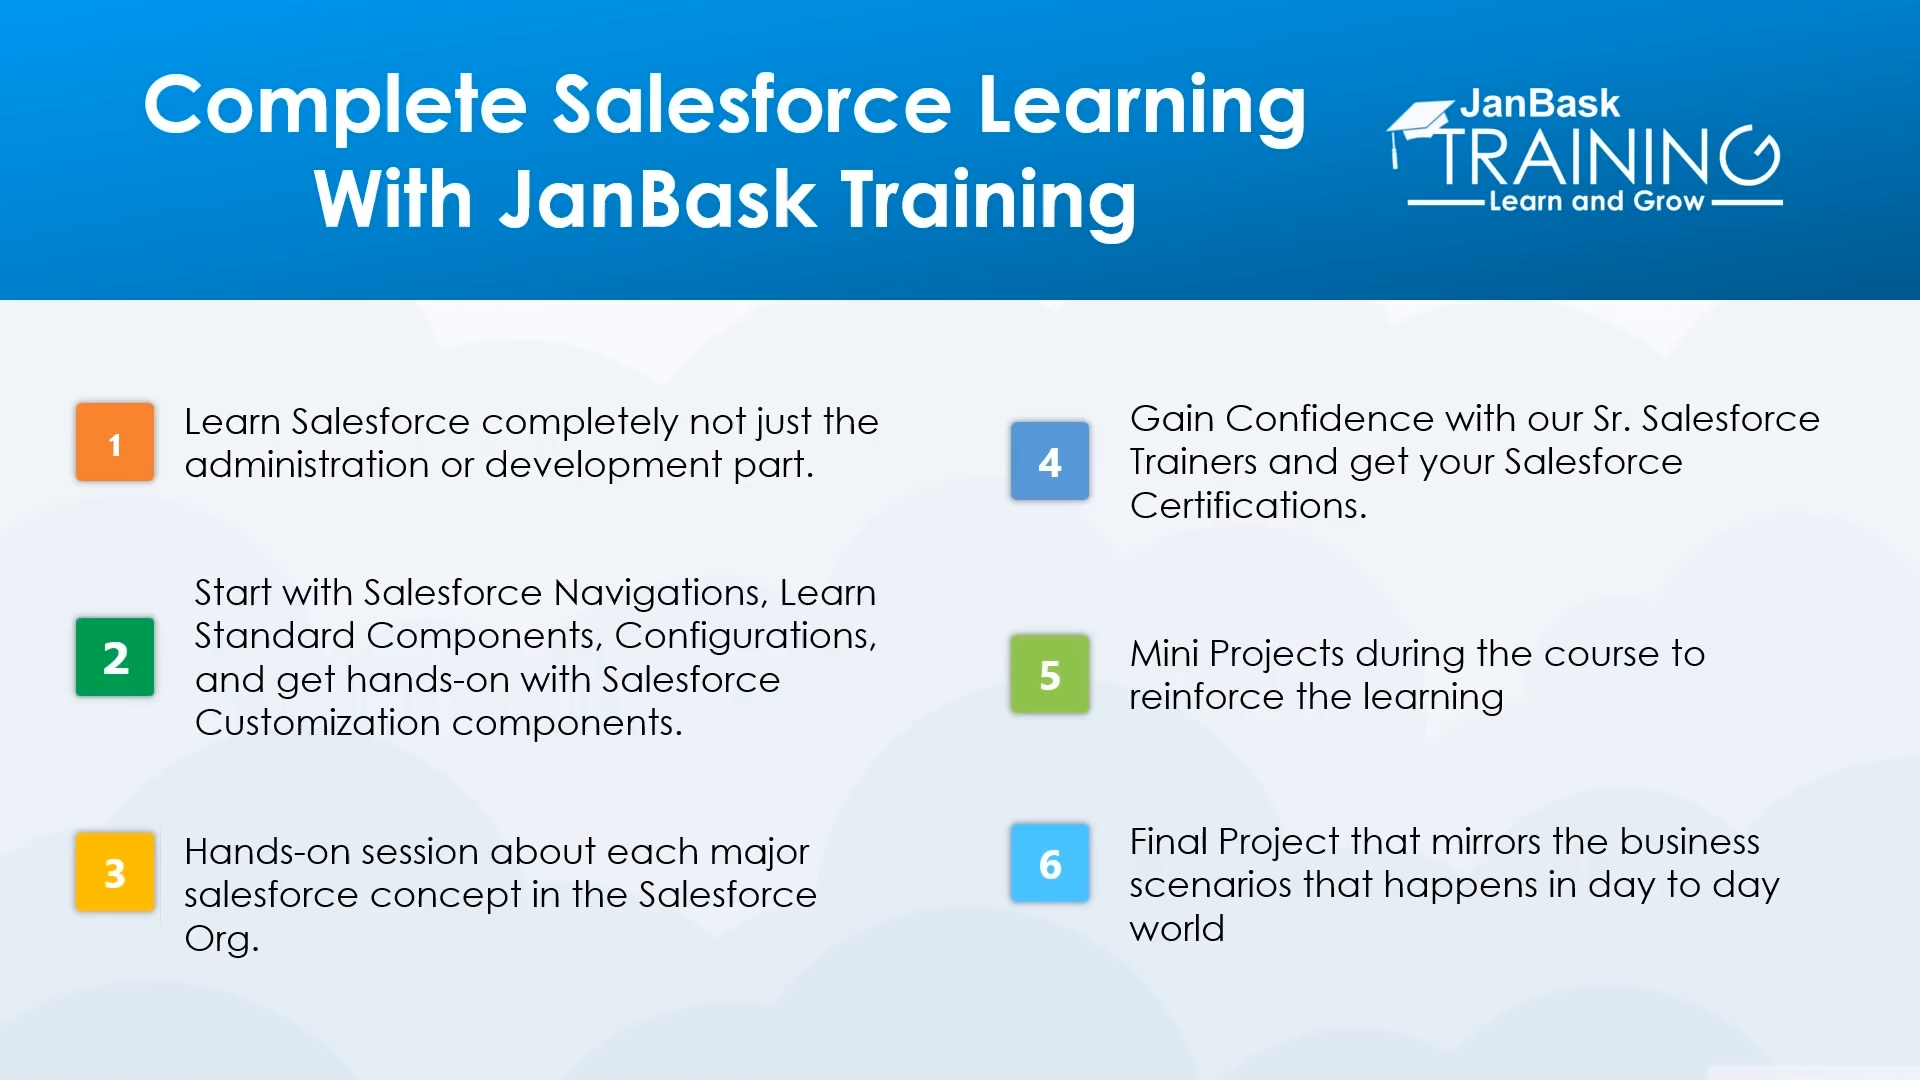 Complete Salesforce Learning
With JanBask Training
JanBask
TRAINING
Learn and Grow
1
Learn Salesforce completely not just the
administration or development part.
2
Start with Salesforce Navigations, Learn
Standard Components, Configurations,
and get hands-on with Salesforce
Customization components.
3
Hands-on session about each major
salesforce concept in the Salesforce
Org.
4
Gain Confidence with our Sr. Salesforce
Trainers and get your Salesforce
Certifications.
5
Mini Projects during the course to
reinforce the learning
6
Final Project that mirrors the business
scenarios that happens in day to day
world